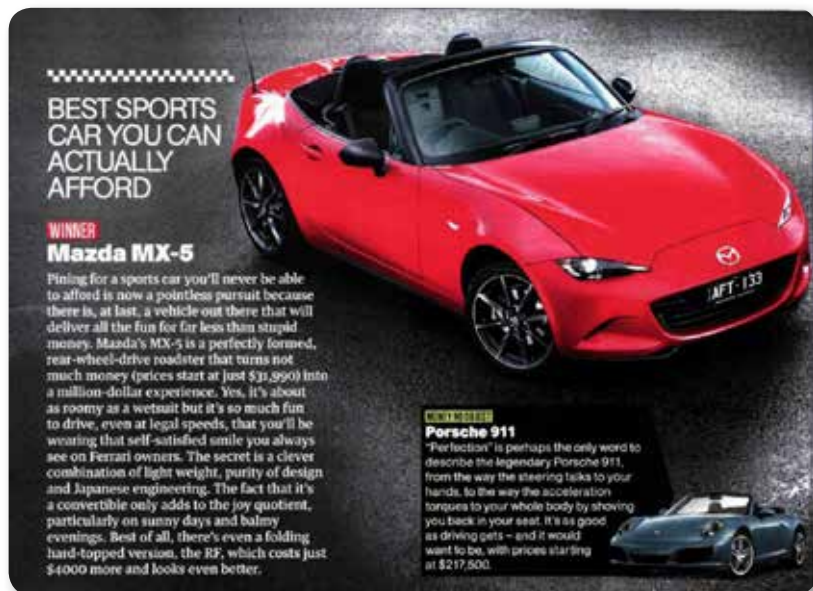 BEST SPORTS
CAR YOU CAN
ACTUALLY
AFFORD
WINNER
Mazda MX-5
Pining for a sports car you'll never be able
to afford is now a pointless pursuit because
there is, at last, a vehicle out there that will
deliver all the fun for far less than stupid
money. Mazda's MX-5 is a perfectly formed,
rear-wheel-drive roadster that turns not
much money (prices start at just $31,990) into
a million-dollar experience. Yes, it's about
as roomy as a wetsuit but it's so much fun
to drive, even at legal speeds, that you'll be
wearing that self-satisfied smile you always
see on Ferrari owners. The secret is a clever
combination of light weight, purity of design
and Japanese engineering. The fact that it's
a convertible only adds to the joy quotient,
particularly on sunny days and balmy
evenings. Best of all, there's even a folding
hard-topped version, the RF, which costs just
$4000 more and looks even better.
AFT·133
MONEY NO OBJECT
Porsche 911
"Perfection" is perhaps the only word to
describe the legendary Porsche 911,
from the way the steering talks to your
hands, to the way the acceleration
torques to your whole body by shoving
you back in your seat. It's as good
as driving gets – and it would
want to be, with prices starting
at $217,500.